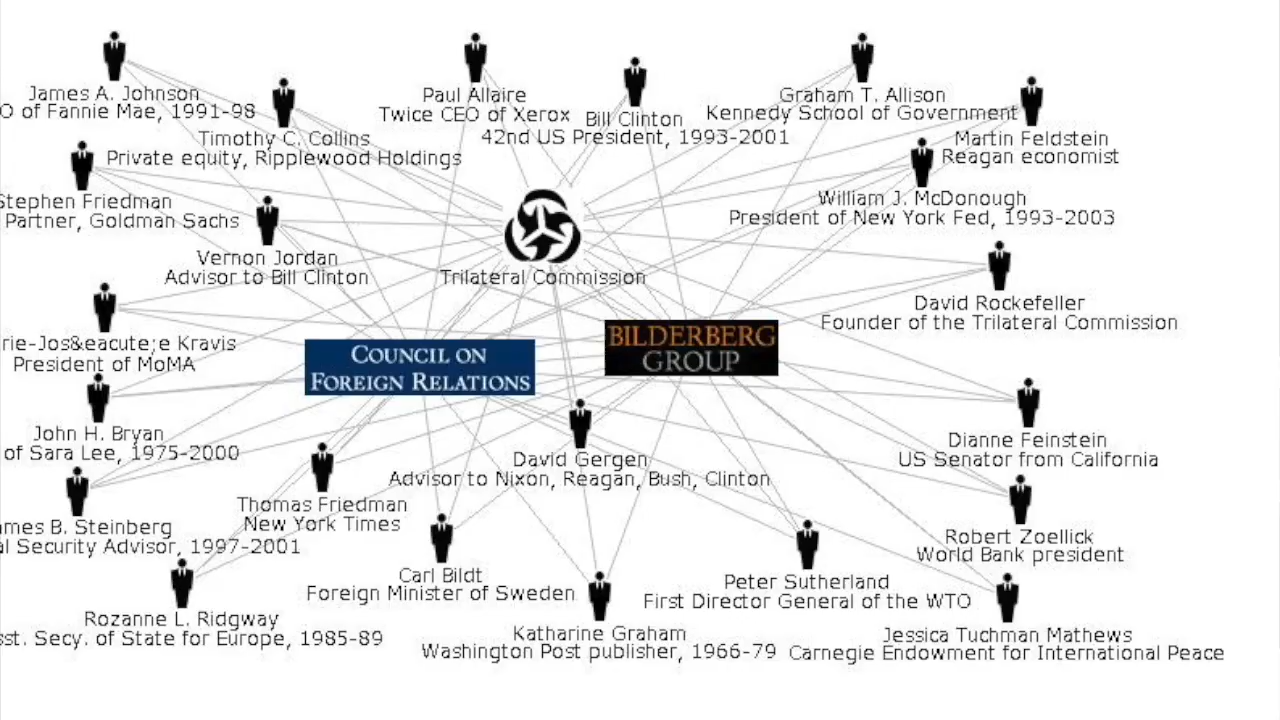 James A. Johnson
O of Fannie Mae, 1991-98
Paul Allaire
Twice CEO of Xerox
Bill Clinton
42nd US President, 1993-2001
Graham T. Allison
Kennedy School of Government
Timothy C. Collins
Private equity, Ripplewood Holdings
Martin Feldstein
Reagan economist
Stephen Friedman
Partner, Goldman Sachs
William J. McDonough
President of New York Fed, 1993-2003
Vernon Jordan
Advisor to Bill Clinton
Trilateral Commission
David Rockefeller
Founder of the Trilateral Commission
rie-Jos&eacute;e Kravis
President of MoMA
COUNCIL ON
FOREIGN RELATIONS
BILDERBERG
GROUP
John H. Bryan
of Sara Lee, 1975-2000
David Gergen
Advisor to Nixon, Reagan, Bush, Clinton
Dianne Feinstein
US Senator from California
Thomas Friedman
New York Times
ames B. Steinberg
al Security Advisor, 1997-2001
Robert Zoellick
World Bank president
Carl Bildt
Foreign Minister of Sweden
Peter Sutherland
First Director General of the WTO
Rozanne L. Ridgway
sst. Secy. of State for Europe, 1985-89
Katharine Graham
Washington Post publisher, 1966-79
Jessica Tuchman Mathews
Carnegie Endowment for International Peace